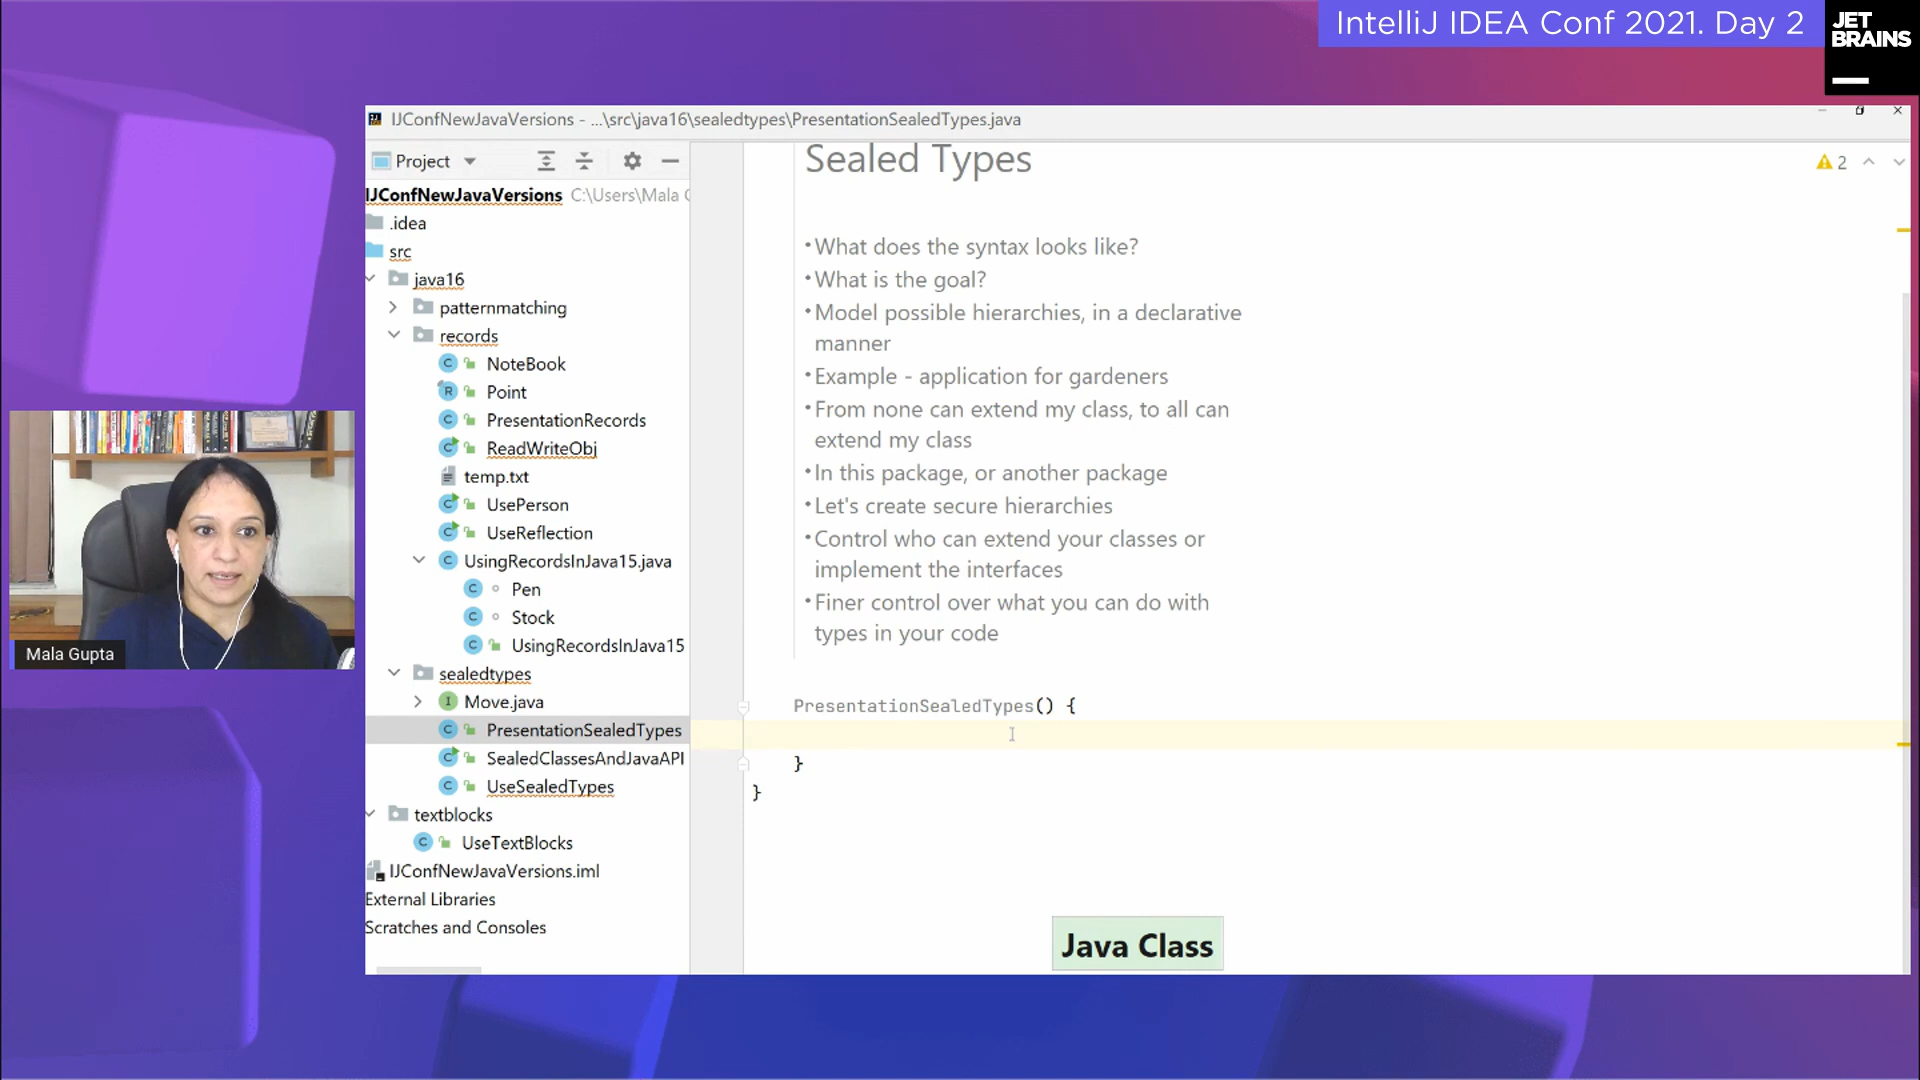 IntelliJ IDEA Conf 2021. Day 2
JET
BRAINS
IJConfNewJavaVersions - ...\src\java16\sealedtypes\PresentationSealedTypes.java
Project
IJConfNewJavaVersions C:\Users\Mala
.idea
src
java16
patternmatching
records
NoteBook
Point
PresentationRecords
ReadWriteObj
temp.txt
UsePerson
UseReflection
UsingRecordsInJava15.java
Pen
Stock
UsingRecordsInJava15
sealedtypes
Move.java
PresentationSealedTypes
SealedClassesAndJavaAPI
UseSealedTypes
textblocks
UseTextBlocks
IJConfNewJavaVersions.iml
External Libraries
Scratches and Consoles
Sealed Types
2
•What does the syntax looks like?
•What is the goal?
•Model possible hierarchies, in a declarative
manner
•Example - application for gardeners
•From none can extend my class, to all can
extend my class
•In this package, or another package
•Let's create secure hierarchies
•Control who can extend your classes or
implement the interfaces
•Finer control over what you can do with
types in your code
PresentationSealedTypes() {
}
}
Java Class
Mala Gupta